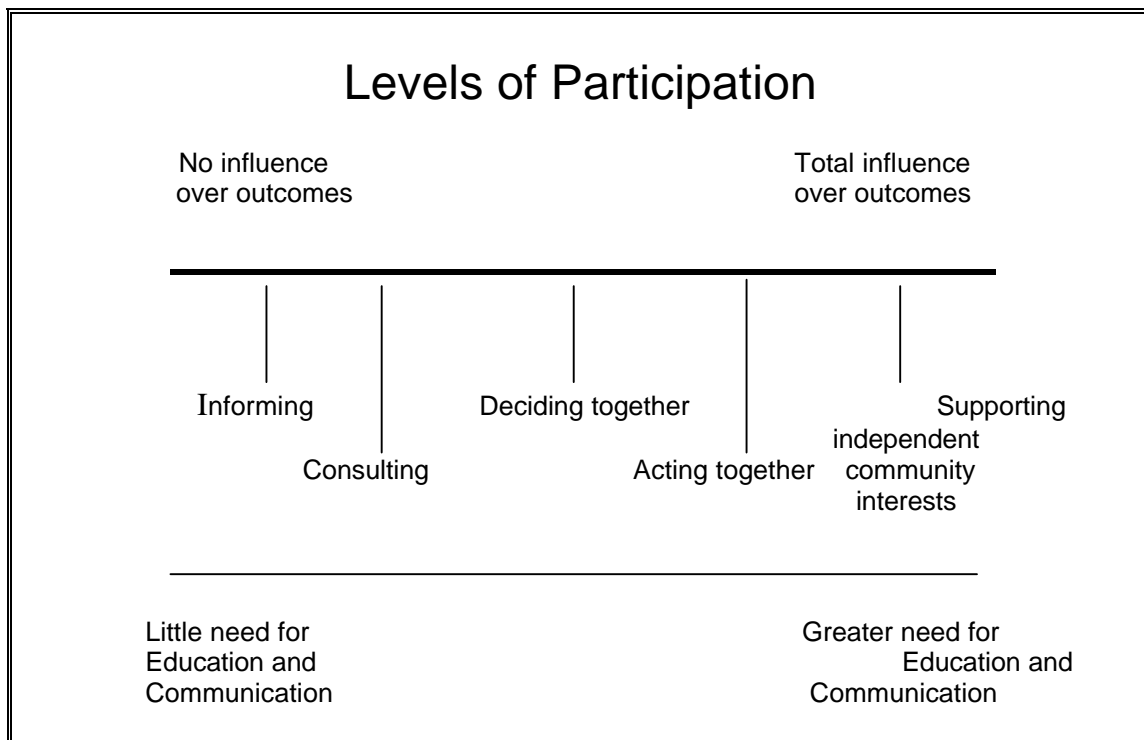 Levels of Participation
No influence
over outcomes
Total influence
over outcomes
Informing
Consulting
Deciding together
Acting together
Supporting
independent
community
interests
Little need for
Education and
Communication
Greater need for
Education and
Communication